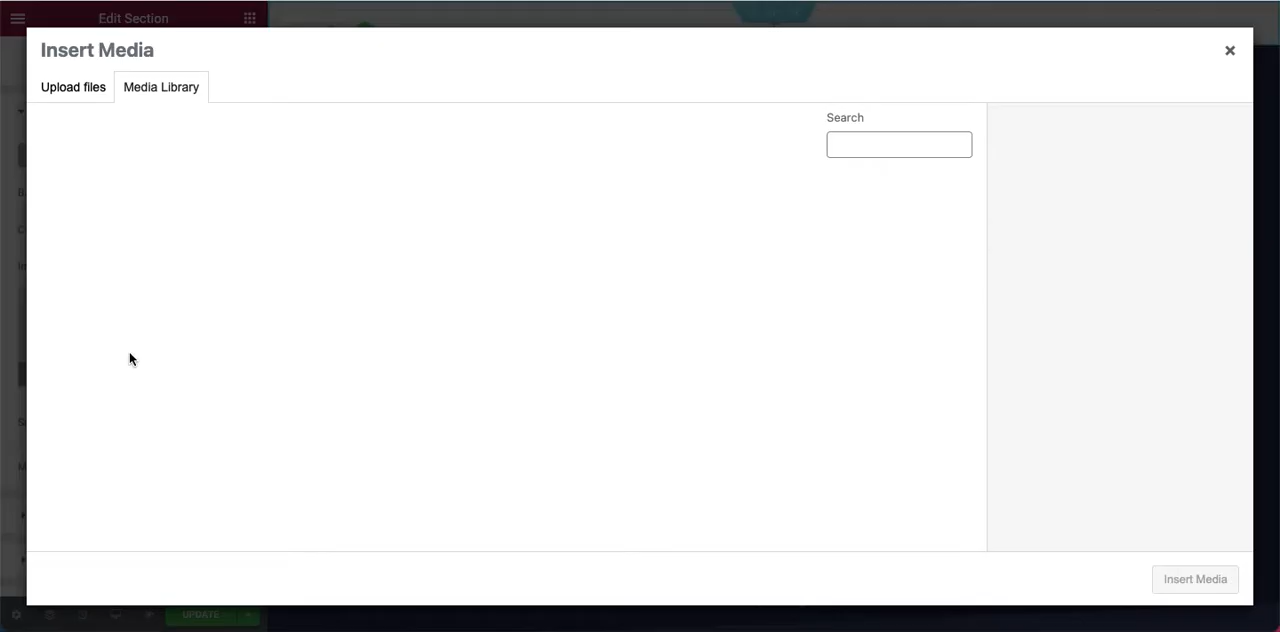 Edit Section
Insert Media
Upload files
Media Library
Search
Insert Media
UPDATE